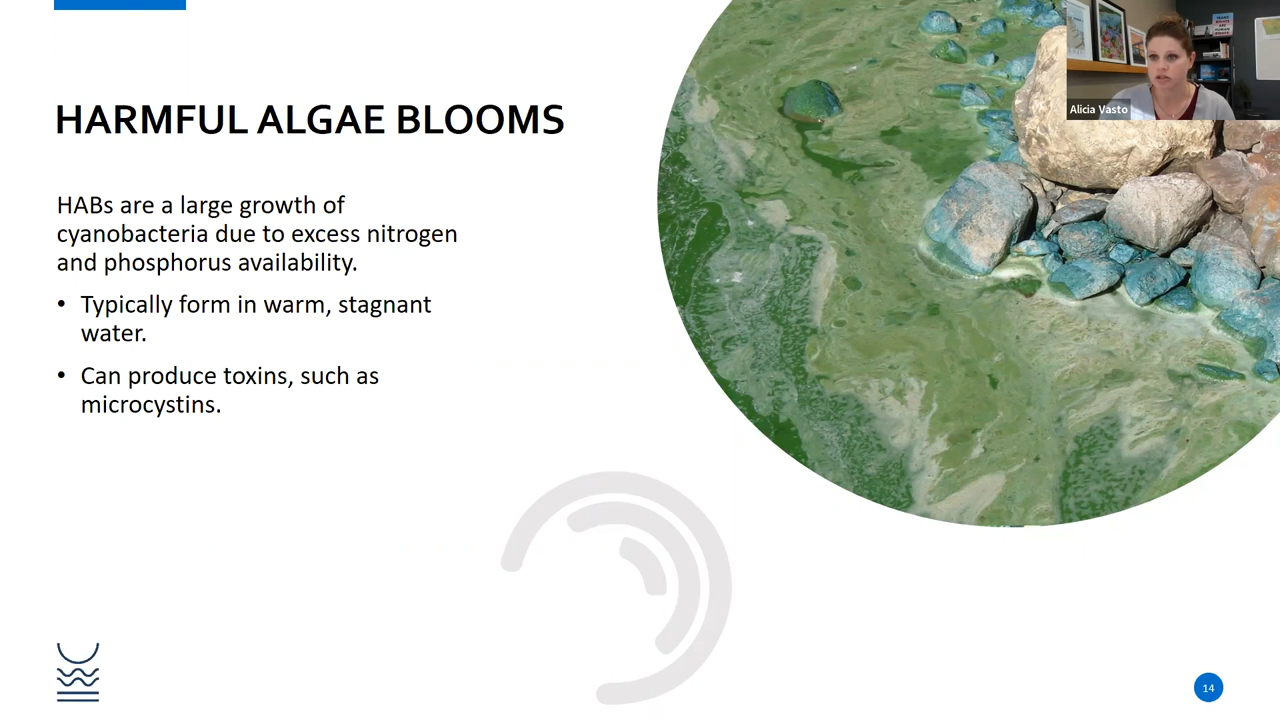 HARMFUL ALGAE BLOOMS
HABs are a large growth of
cyanobacteria due to excess nitrogen
and phosphorus availability.
• Typically form in warm, stagnant
water.
• Can produce toxins, such as
microcystins.
Alicia Vasto
14